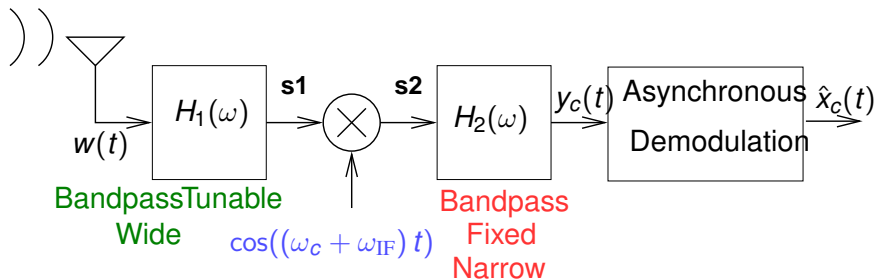 s1
s2
H₁(ω)
H₂(ω)
w(t)
y_c(t)
Asynchronous
Demodulation
x̂_c(t)
BandpassTunable
Wide
cos((ω_c + ω_IF) t)
Bandpass
Fixed
Narrow